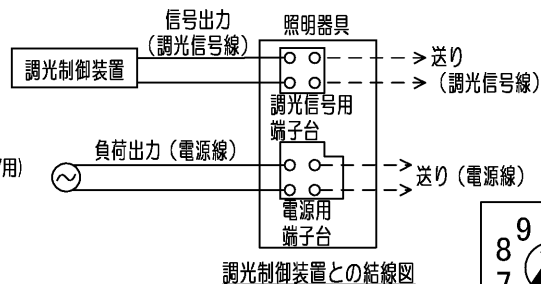 信号出力
（調光信号線）
照明器具
調光制御装置
送り
（調光信号線）
調光信号用
端子台
用)
負荷出力（電源線）
送り（電源線）
電源用
端子台
調光制御装置との結線図
9
8
7